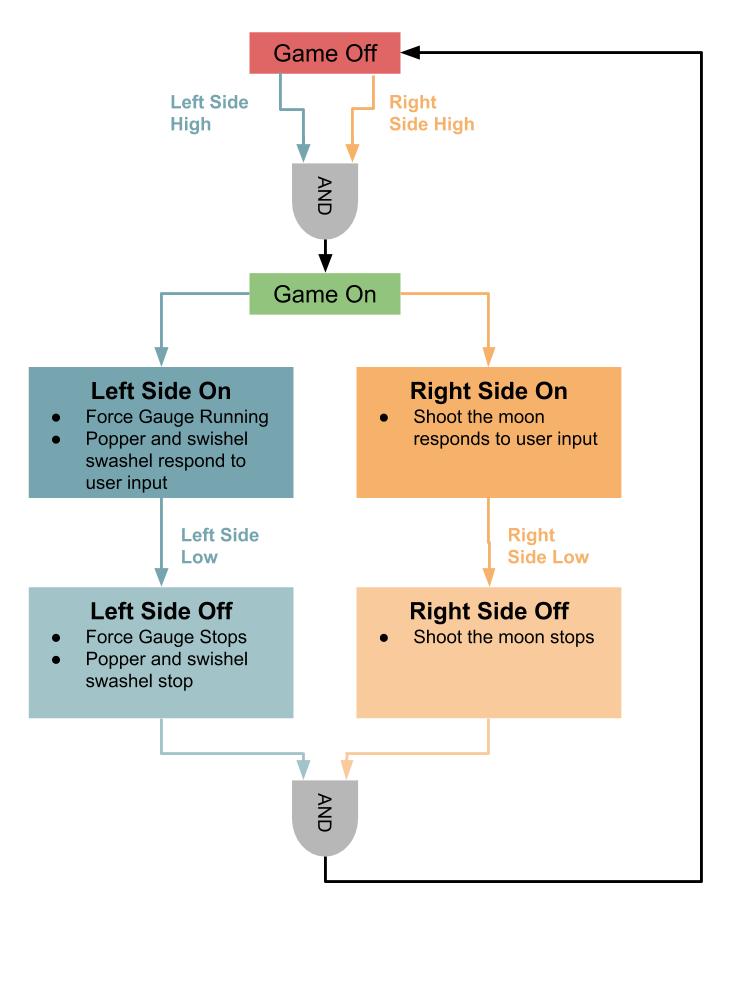 Game Off
Left Side
High
Right
Side High
AND
Game On
Left Side On
● Force Gauge Running
● Popper and swishel
swashel respond to
user input
Right Side On
● Shoot the moon
responds to user input
Left Side
Low
Right
Side Low
Left Side Off
● Force Gauge Stops
● Popper and swishel
swashel stop
Right Side Off
● Shoot the moon stops
AND